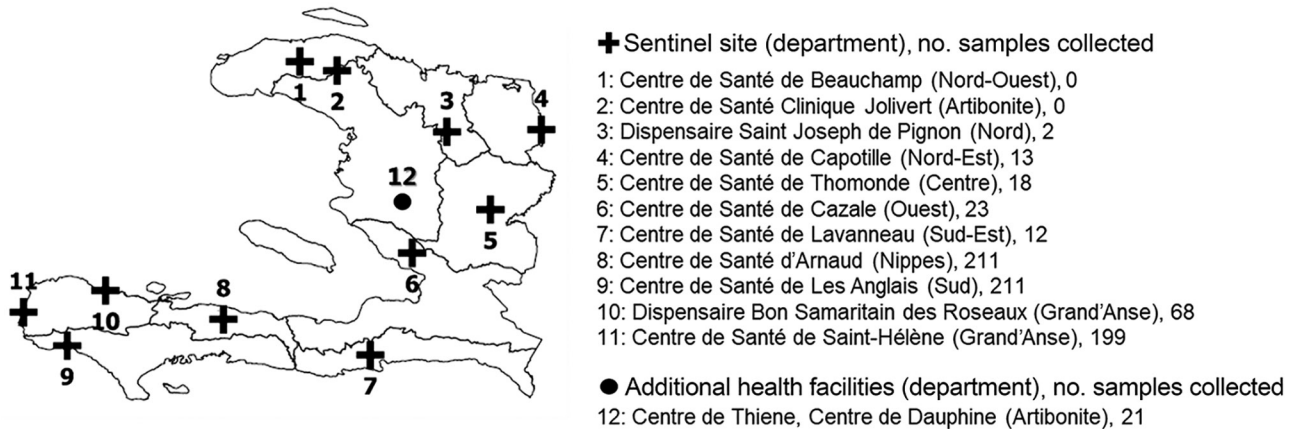 1
2
3
4
12
5
6
11
8
10
9
7
Sentinel site (department), no. samples collected
1: Centre de Santé de Beauchamp (Nord-Ouest), 0
2: Centre de Santé Clinique Jolivert (Artibonite), 0
3: Dispensaire Saint Joseph de Pignon (Nord), 2
4: Centre de Santé de Capotille (Nord-Est), 13
5: Centre de Santé de Thomonde (Centre), 18
6: Centre de Santé de Cazale (Ouest), 23
7: Centre de Santé de Lavanneau (Sud-Est), 12
8: Centre de Santé d'Arnaud (Nippes), 211
9: Centre de Santé de Les Anglais (Sud), 211
10: Dispensaire Bon Samaritain des Roseaux (Grand'Anse), 68
11: Centre de Santé de Saint-Hélène (Grand'Anse), 199
Additional health facilities (department), no. samples collected
12: Centre de Thiene, Centre de Dauphine (Artibonite), 21